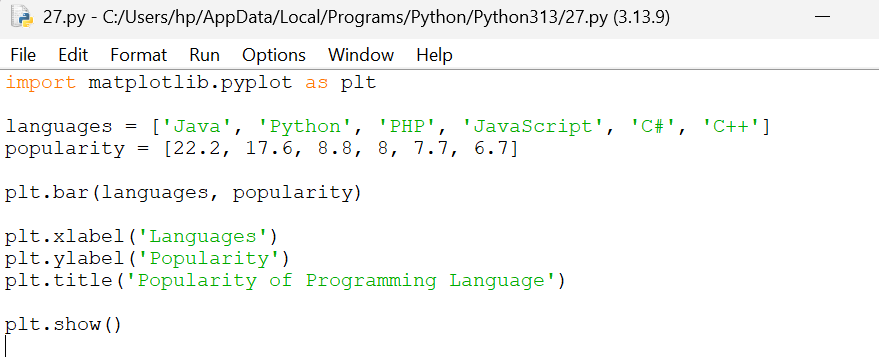 27.py - C:/Users/hp/AppData/Local/Programs/Python/Python313/27.py (3.13.9)
File Edit Format Run Options Window Help
import matplotlib.pyplot as plt
languages = ['Java', 'Python', 'PHP', 'JavaScript', 'C#', 'C++']
popularity = [22.2, 17.6, 8.8, 8, 7.7, 6.7]
plt.bar(languages, popularity)
plt.xlabel('Languages')
plt.ylabel('Popularity')
plt.title('Popularity of Programming Language')
plt.show()